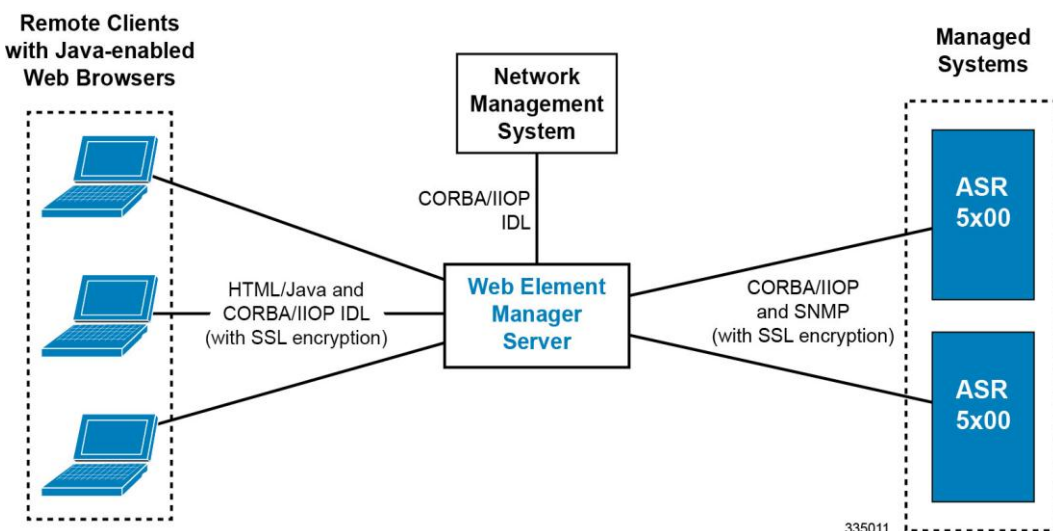 Remote Clients
with Java-enabled
Web Browsers
Network
Management
System
Managed
Systems
CORBA/IIOP
IDL
HTML/Java and
CORBA/IIOP IDL
(with SSL encryption)
Web Element
Manager
Server
CORBA/IIOP
and SNMP
(with SSL encryption)
ASR
5x00
ASR
5x00
335011